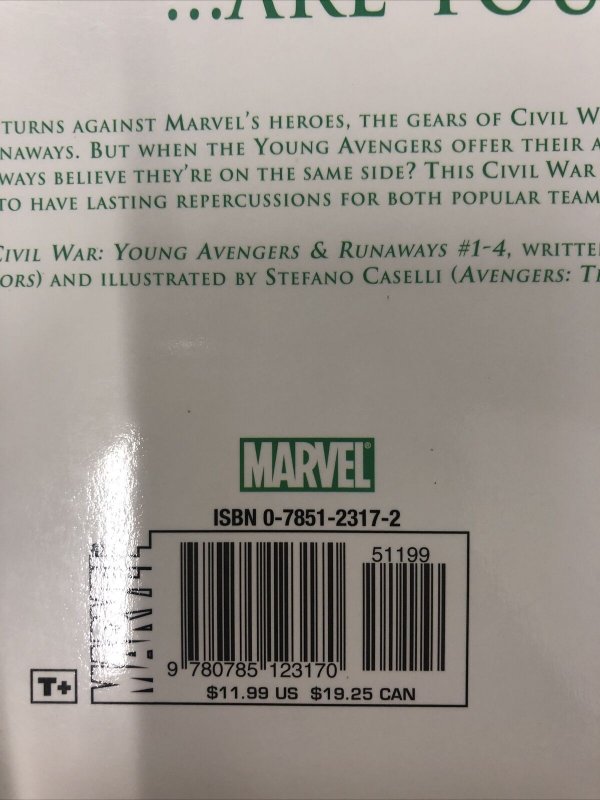 ...ARE YOU
TURNS AGAINST MARVEL'S HEROES, THE GEARS OF CIVIL W
NAWAYS. BUT WHEN THE YOUNG AVENGERS OFFER THEIR A
WAYS BELIEVE THEY'RE ON THE SAME SIDE? THIS CIVIL WAR
TO HAVE LASTING REPERCUSSIONS FOR BOTH POPULAR TEAM
CIVIL WAR: YOUNG AVENGERS & RUNAWAYS #1-4, WRITTE
ORS) AND ILLUSTRATED BY STEFANO CASELLI (AVENGERS: T
MARVEL®
ISBN 0-7851-2317-2
51199
9 780785 123170
$11.99 US $19.25 CAN
T+